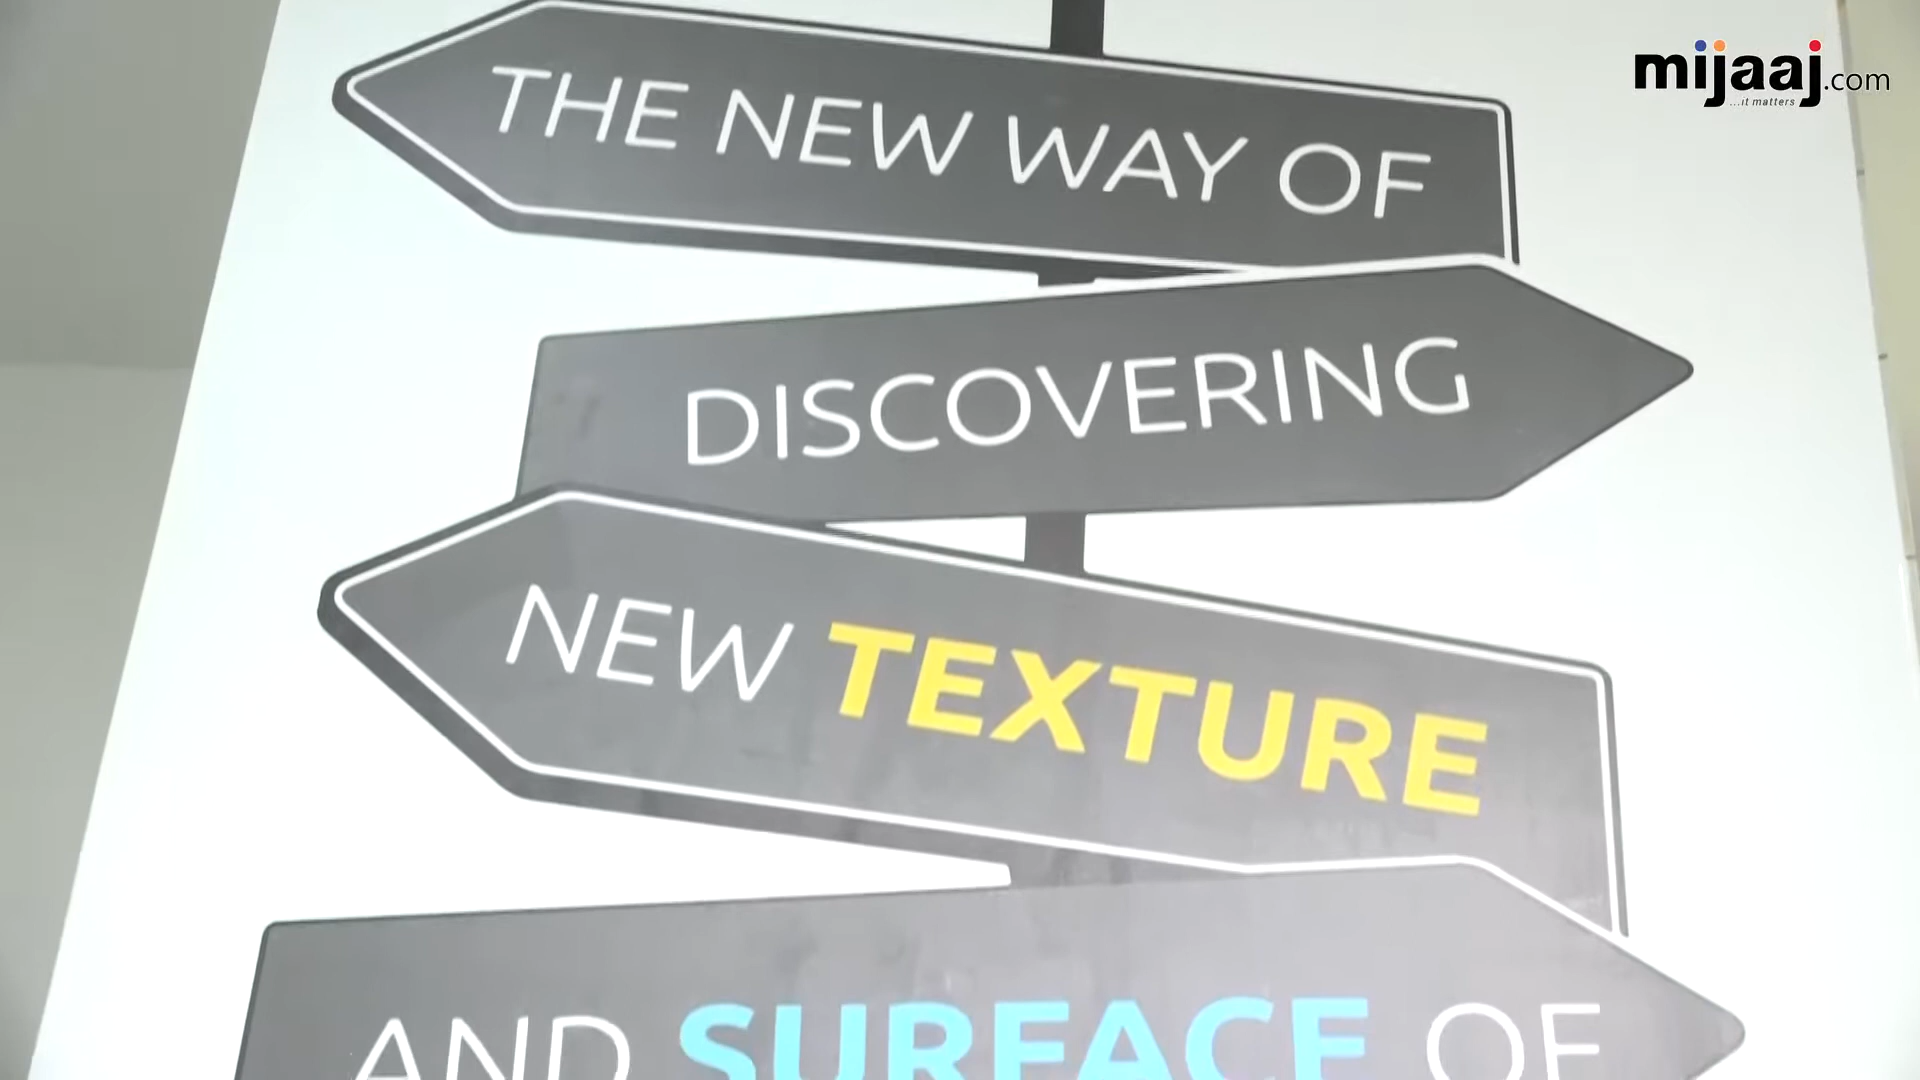 mijaaj.com
...it matters
THE NEW WAY OF
DISCOVERING
NEW TEXTURE
AND SURFACE OF